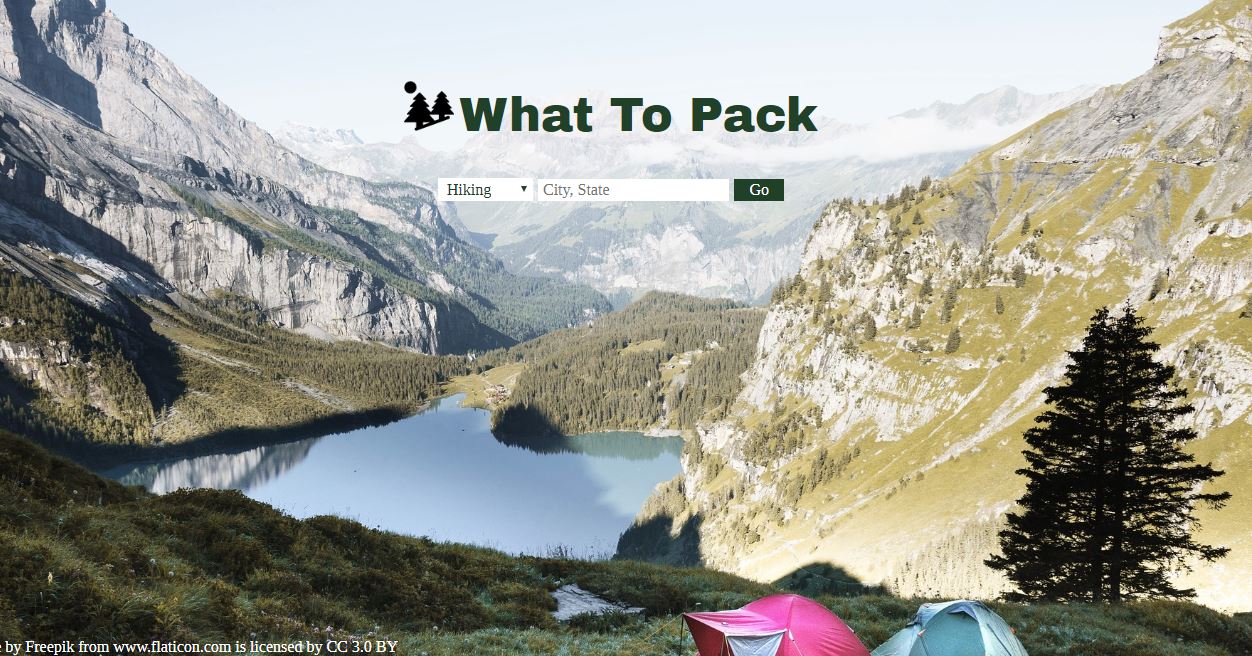 What To Pack
Hiking
City, State
Go
by Freepik from www.flaticon.com is licensed by CC 3.0 BY